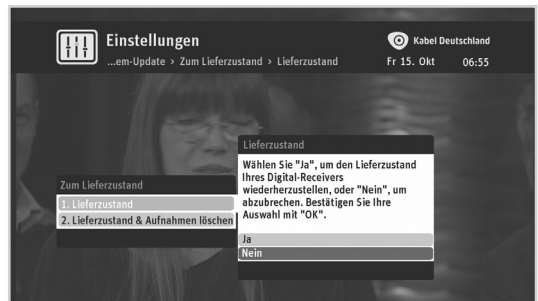 Einstellungen
Kabel Deutschland
...em-Update > Zum Lieferzustand > Lieferzustand
Fr 15. Okt 06:55
Zum Lieferzustand
1. Lieferzustand
2. Lieferzustand & Aufnahmen löschen
Lieferzustand
Wählen Sie "Ja", um den Lieferzustand
Ihres Digital-Receivers
wiederherzustellen, oder "Nein", um
abzubrechen. Bestätigen Sie Ihre
Auswahl mit "OK".
Ja
Nein